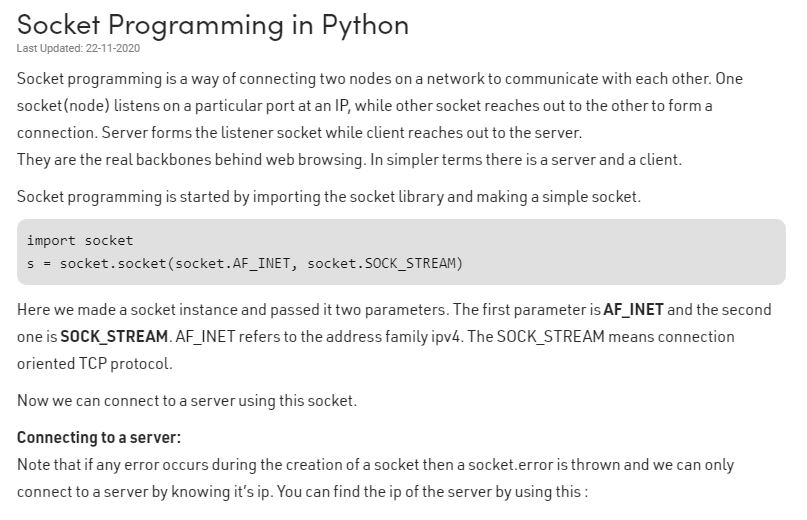 Socket Programming in Python
Last Updated: 22-11-2020
Socket programming is a way of connecting two nodes on a network to communicate with each other. One
socket(node) listens on a particular port at an IP, while other socket reaches out to the other to form a
connection. Server forms the listener socket while client reaches out to the server.
They are the real backbones behind web browsing. In simpler terms there is a server and a client.
Socket programming is started by importing the socket library and making a simple socket.
import socket
s = socket.socket(socket.AF_INET, socket.SOCK_STREAM)
Here we made a socket instance and passed it two parameters. The first parameter is AF_INET and the second
one is SOCK_STREAM. AF_INET refers to the address family ipv4. The SOCK_STREAM means connection
oriented TCP protocol.
Now we can connect to a server using this socket.
Connecting to a server:
Note that if any error occurs during the creation of a socket then a socket.error is thrown and we can only
connect to a server by knowing it’s ip. You can find the ip of the server by using this :